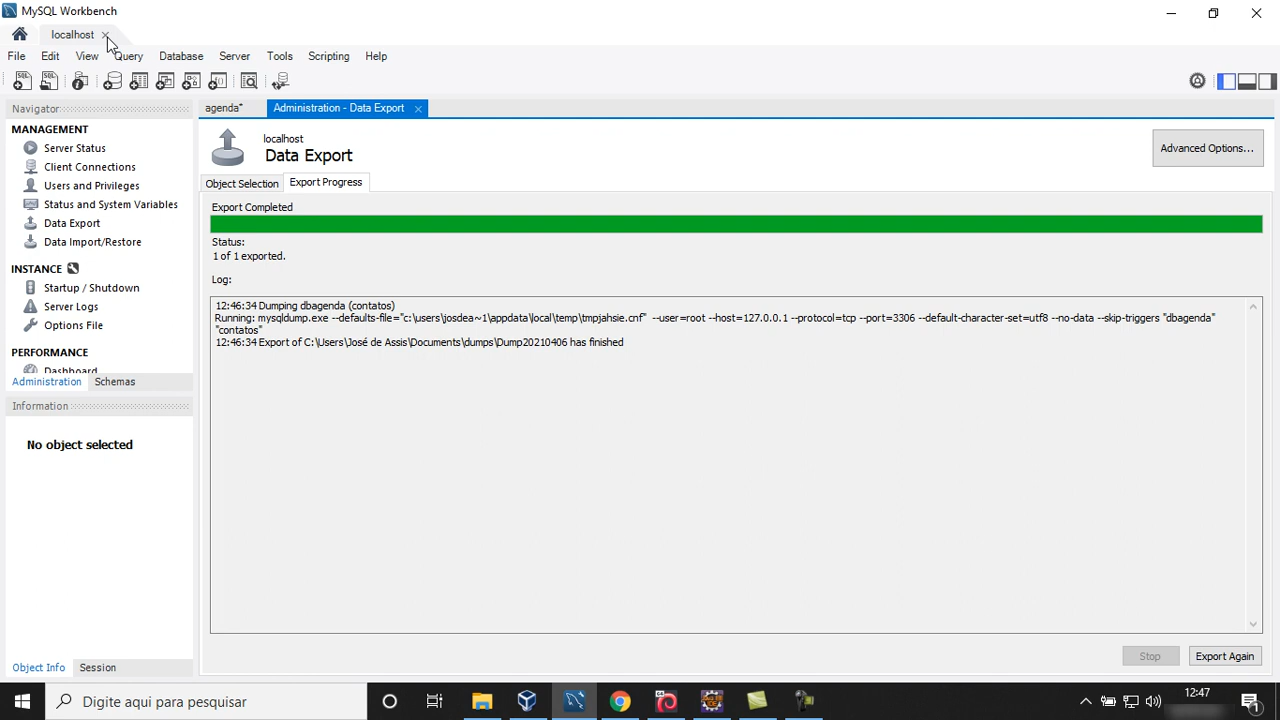 MySQL Workbench
localhost
File Edit View Query Database Server Tools Scripting Help
Navigator
MANAGEMENT
Server Status
Client Connections
Users and Privileges
Status and System Variables
Data Export
Data Import/Restore
INSTANCE
Startup / Shutdown
Server Logs
Options File
PERFORMANCE
Dashboard
Administration Schemas
Information
No object selected
Object Info Session
agenda* Administration - Data Export
localhost
Data Export
Advanced Options...
Object Selection Export Progress
Export Completed
Status:
1 of 1 exported.
Log:
12:46:34 Dumping dbagenda (contatos)
Running: mysqldump.exe --defaults-file="c:\users\josdea~1\appdata\local\temp\tmpjahsie.cnf" --user=root --host=127.0.0.1 --protocol=tcp --port=3306 --default-character-set=utf8 --no-data --skip-triggers "dbagenda"
"contatos"
12:46:34 Export of C:\Users\José de Assis\Documents\dumps\Dump20210406 has finished
Stop Export Again
Digite aqui para pesquisar
12:47